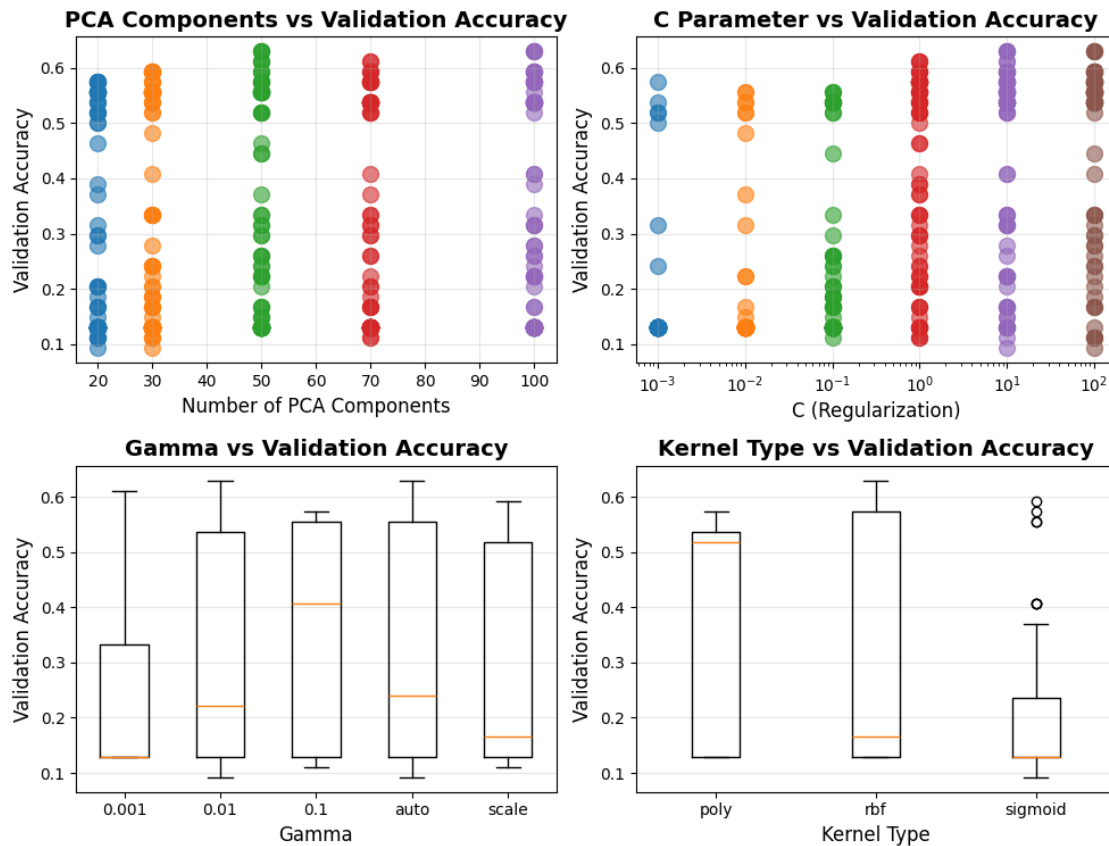 PCA Components vs Validation Accuracy
Validation Accuracy
0.6
0.5
0.4
0.3
0.2
0.1
20 30 40 50 60 70 80 90 100
Number of PCA Components
C Parameter vs Validation Accuracy
Validation Accuracy
0.6
0.5
0.4
0.3
0.2
0.1
10⁻³ 10⁻² 10⁻¹ 10⁰ 10¹ 10²
C (Regularization)
Gamma vs Validation Accuracy
Validation Accuracy
0.6
0.5
0.4
0.3
0.2
0.1
0.001 0.01 0.1 auto scale
Gamma
Kernel Type vs Validation Accuracy
Validation Accuracy
0.6
0.5
0.4
0.3
0.2
0.1
poly rbf sigmoid
Kernel Type